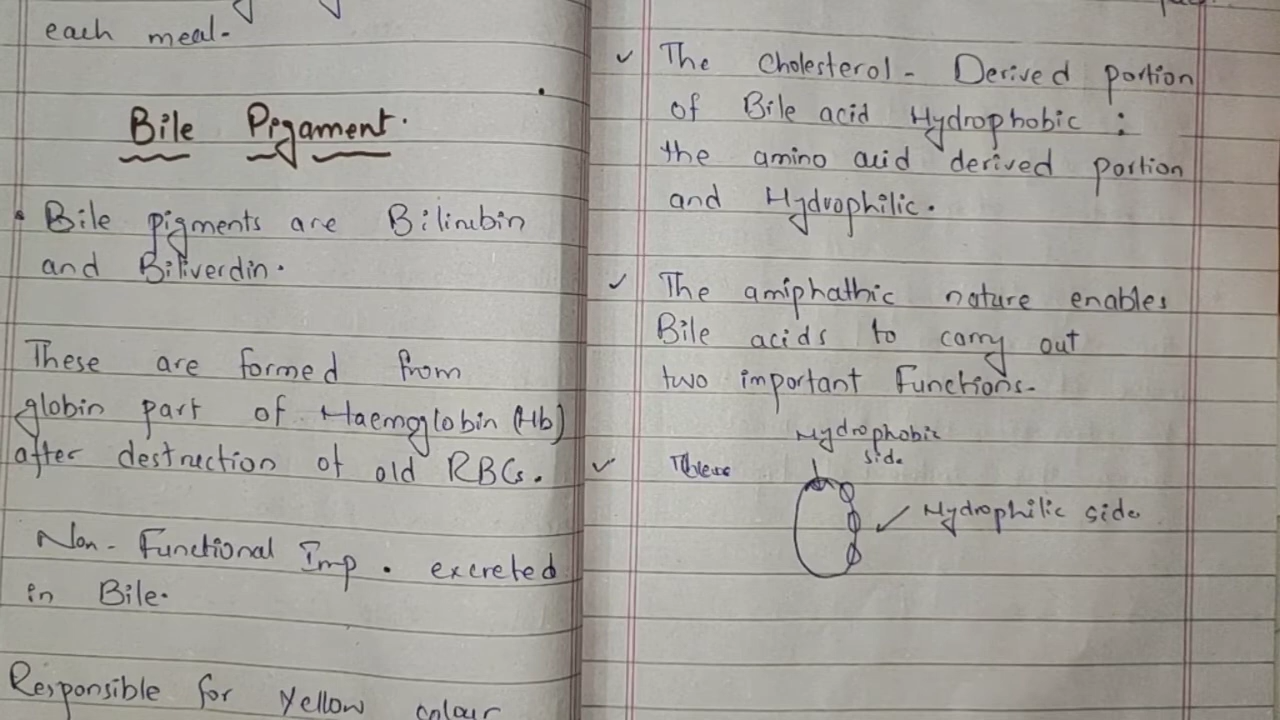 each meal-
Bile Pigament.
Bile pigments are Bilirubin
and Biliverdin.
These are formed from
globin part of Haemoglobin (Hb)
after destruction of old RBCs.
Non-Functional Imp. excreted
in Bile.
Responsible for yellow colour
The Cholesterol - Derived portion
of Bile acid Hydrophobic :
the amino acid derived portion
and Hydrophilic.
The amiphathic nature enables
Bile acids to carry out
two important Functions-
Hydrophobic
side
Hydrophilic side